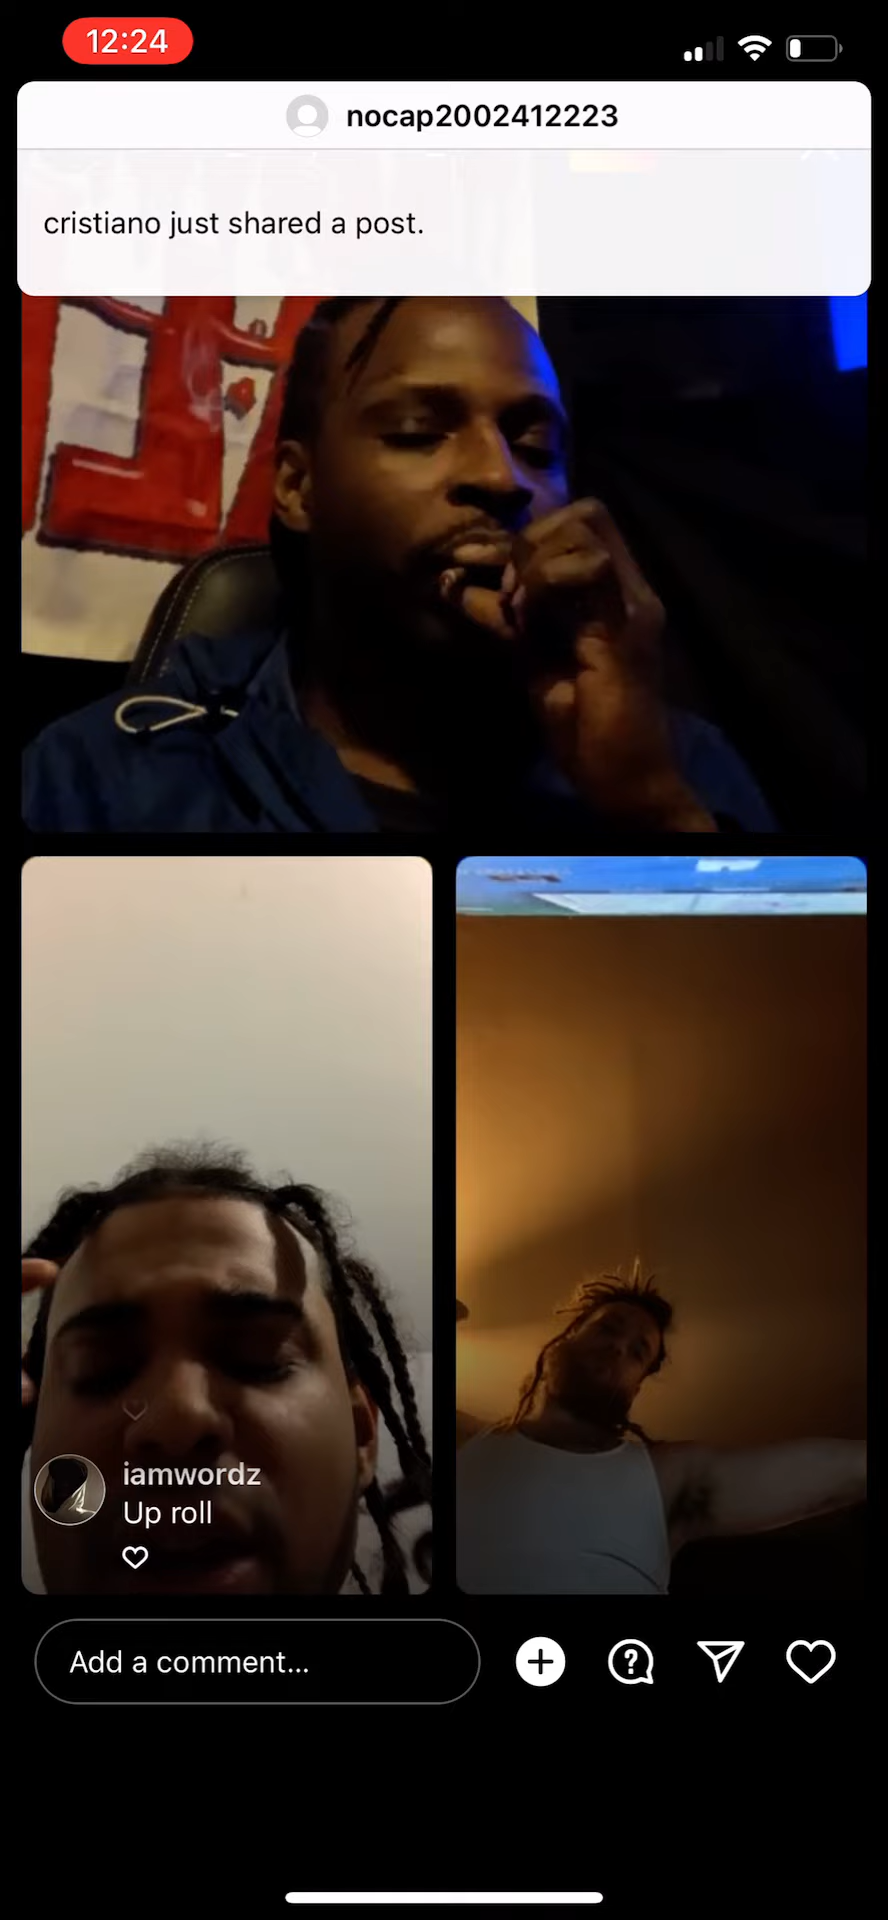 12:24
nocap2002412223
cristiano just shared a post.
iamwordz
Up roll
Add a comment...